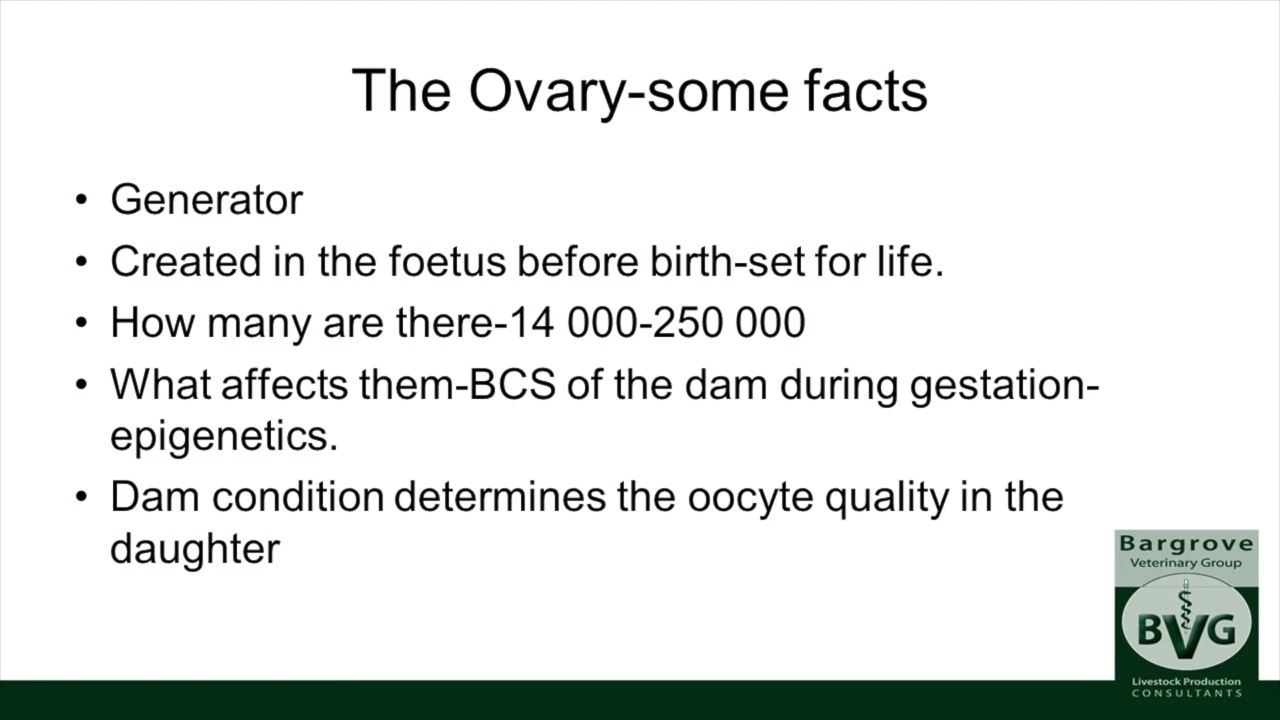 The Ovary-some facts
• Generator
• Created in the foetus before birth-set for life.
• How many are there-14 000-250 000
• What affects them-BCS of the dam during gestation-
epigenetics.
• Dam condition determines the oocyte quality in the
daughter
Bargrove
Veterinary Group
BVG
Livestock Production
CONSULTANTS